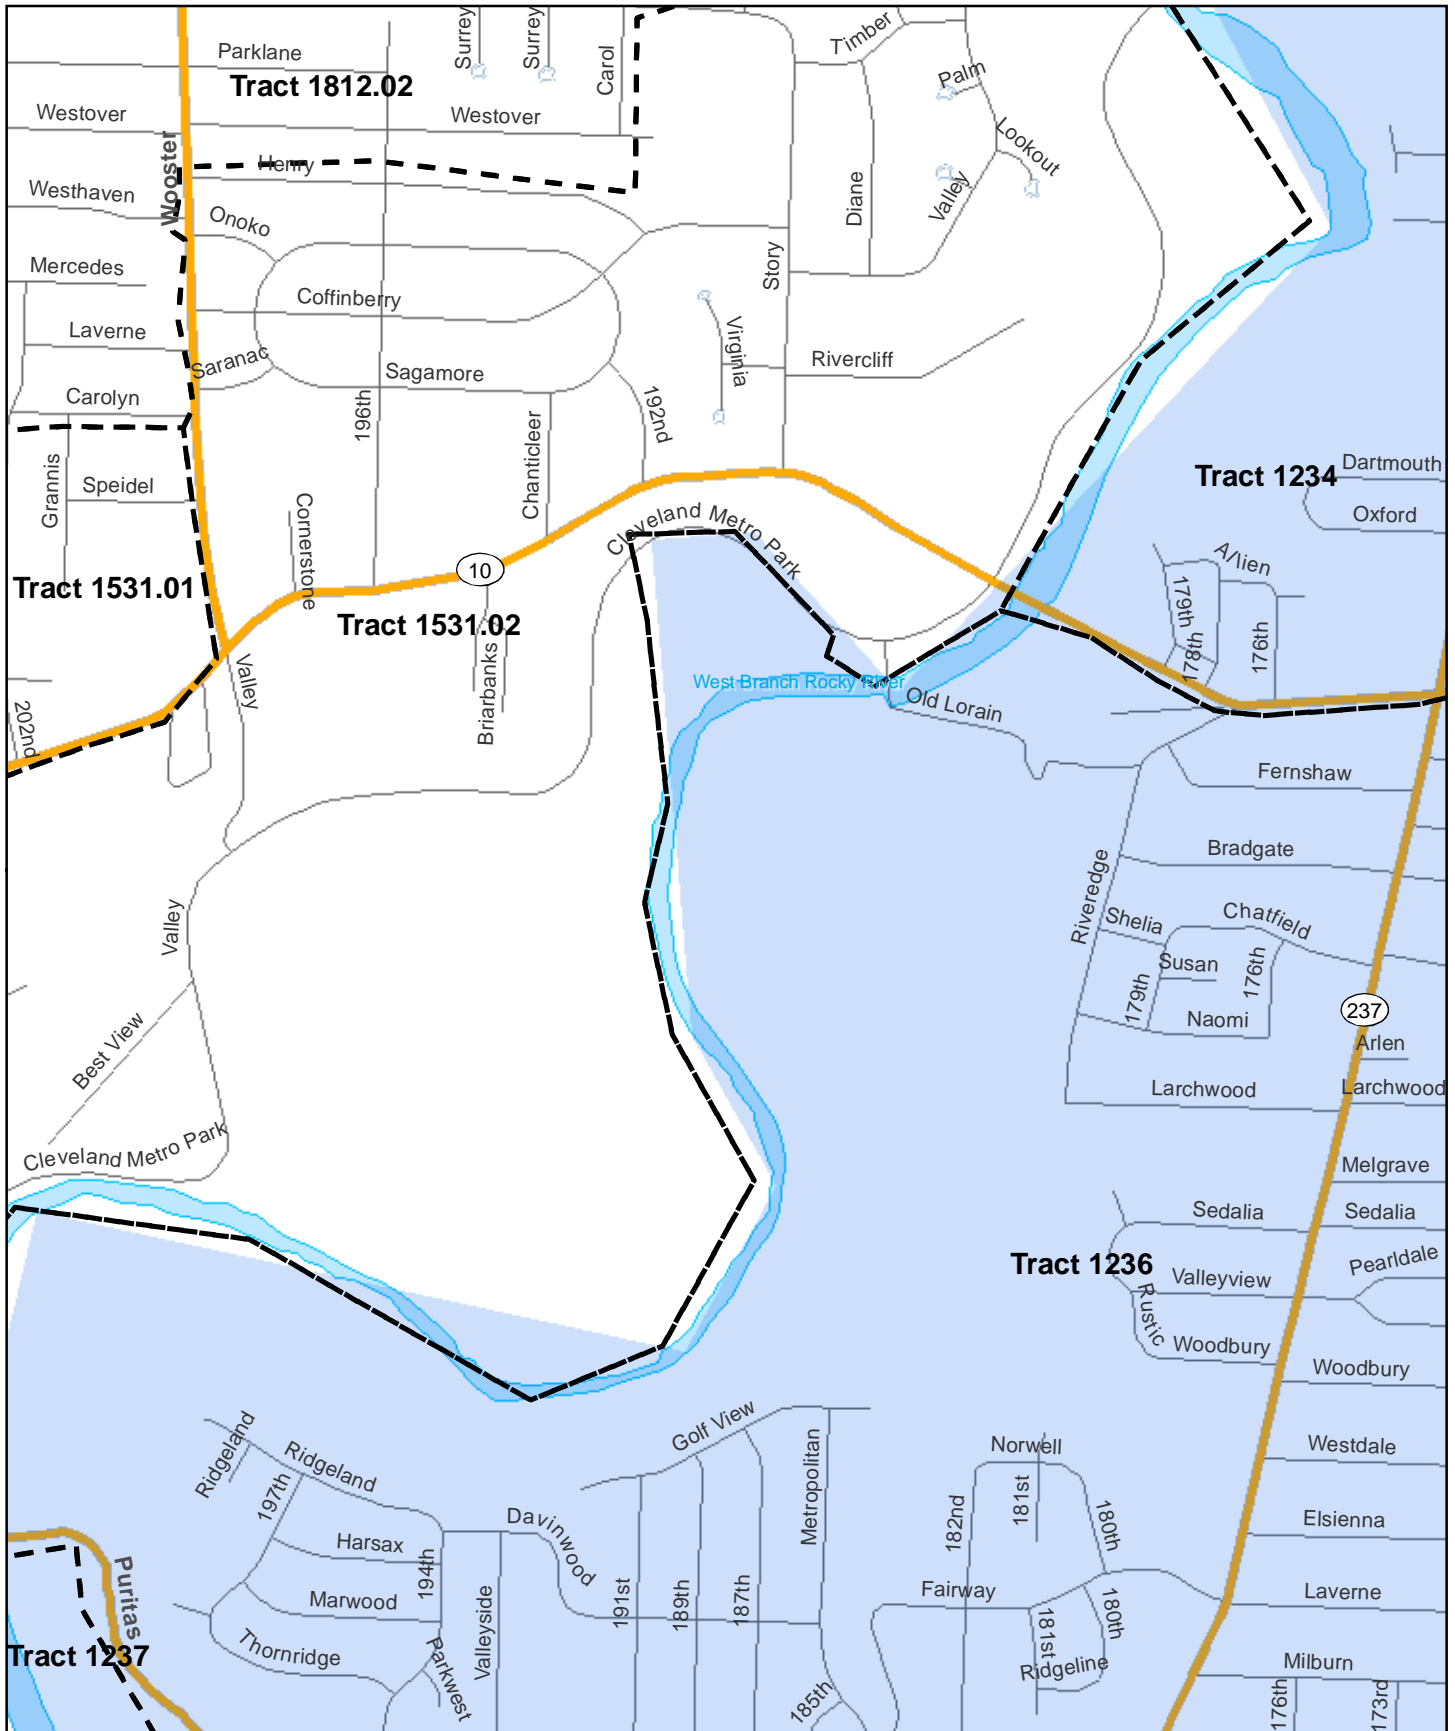 Surrey
Surrey
Carol
Timber
Parklane
Palm
Tract 1812.02
Westover
Westover
Lookout
Wooster
Henry
Westhaven
Diane
Valley
Onoko
Story
Mercedes
Coffinberry
Laverne
Virginia
Rivercliff
Saranac
Sagamore
Carolyn
196th
192nd
Chanticleer
Dartmouth
Tract 1234
Grannis
Speidel
Oxford
Cornerstone
Cleveland Metro Park
10
179th
178th
176th
Tract 1531.01
Tract 1531.02
Briarbanks
Valley
West Branch Rocky River
Old Lorain
202nd
Fernshaw
Riveredge
Bradgate
Valley
Shelia
Chatfield
Susan
176th
179th
Naomi
237
Best View
Arlen
Larchwood
Larchwood
Cleveland Metro Park
Melgrave
Sedalia
Sedalia
Tract 1236
Valleyview
Pearldale
Rustic
Woodbury
Woodbury
Ridgeland
Ridgeland
Golf View
Metropolitan
Norwell
Westdale
197th
182nd
181st
180th
Davinwood
Elsienna
Harsax
194th
Puritas
Marwood
Valleyside
191st
189th
187th
Fairway
180th
Laverne
Tract 1237
Thornridge
Parkwest
181st
Ridgeline
Milburn
185th
176th
173rd